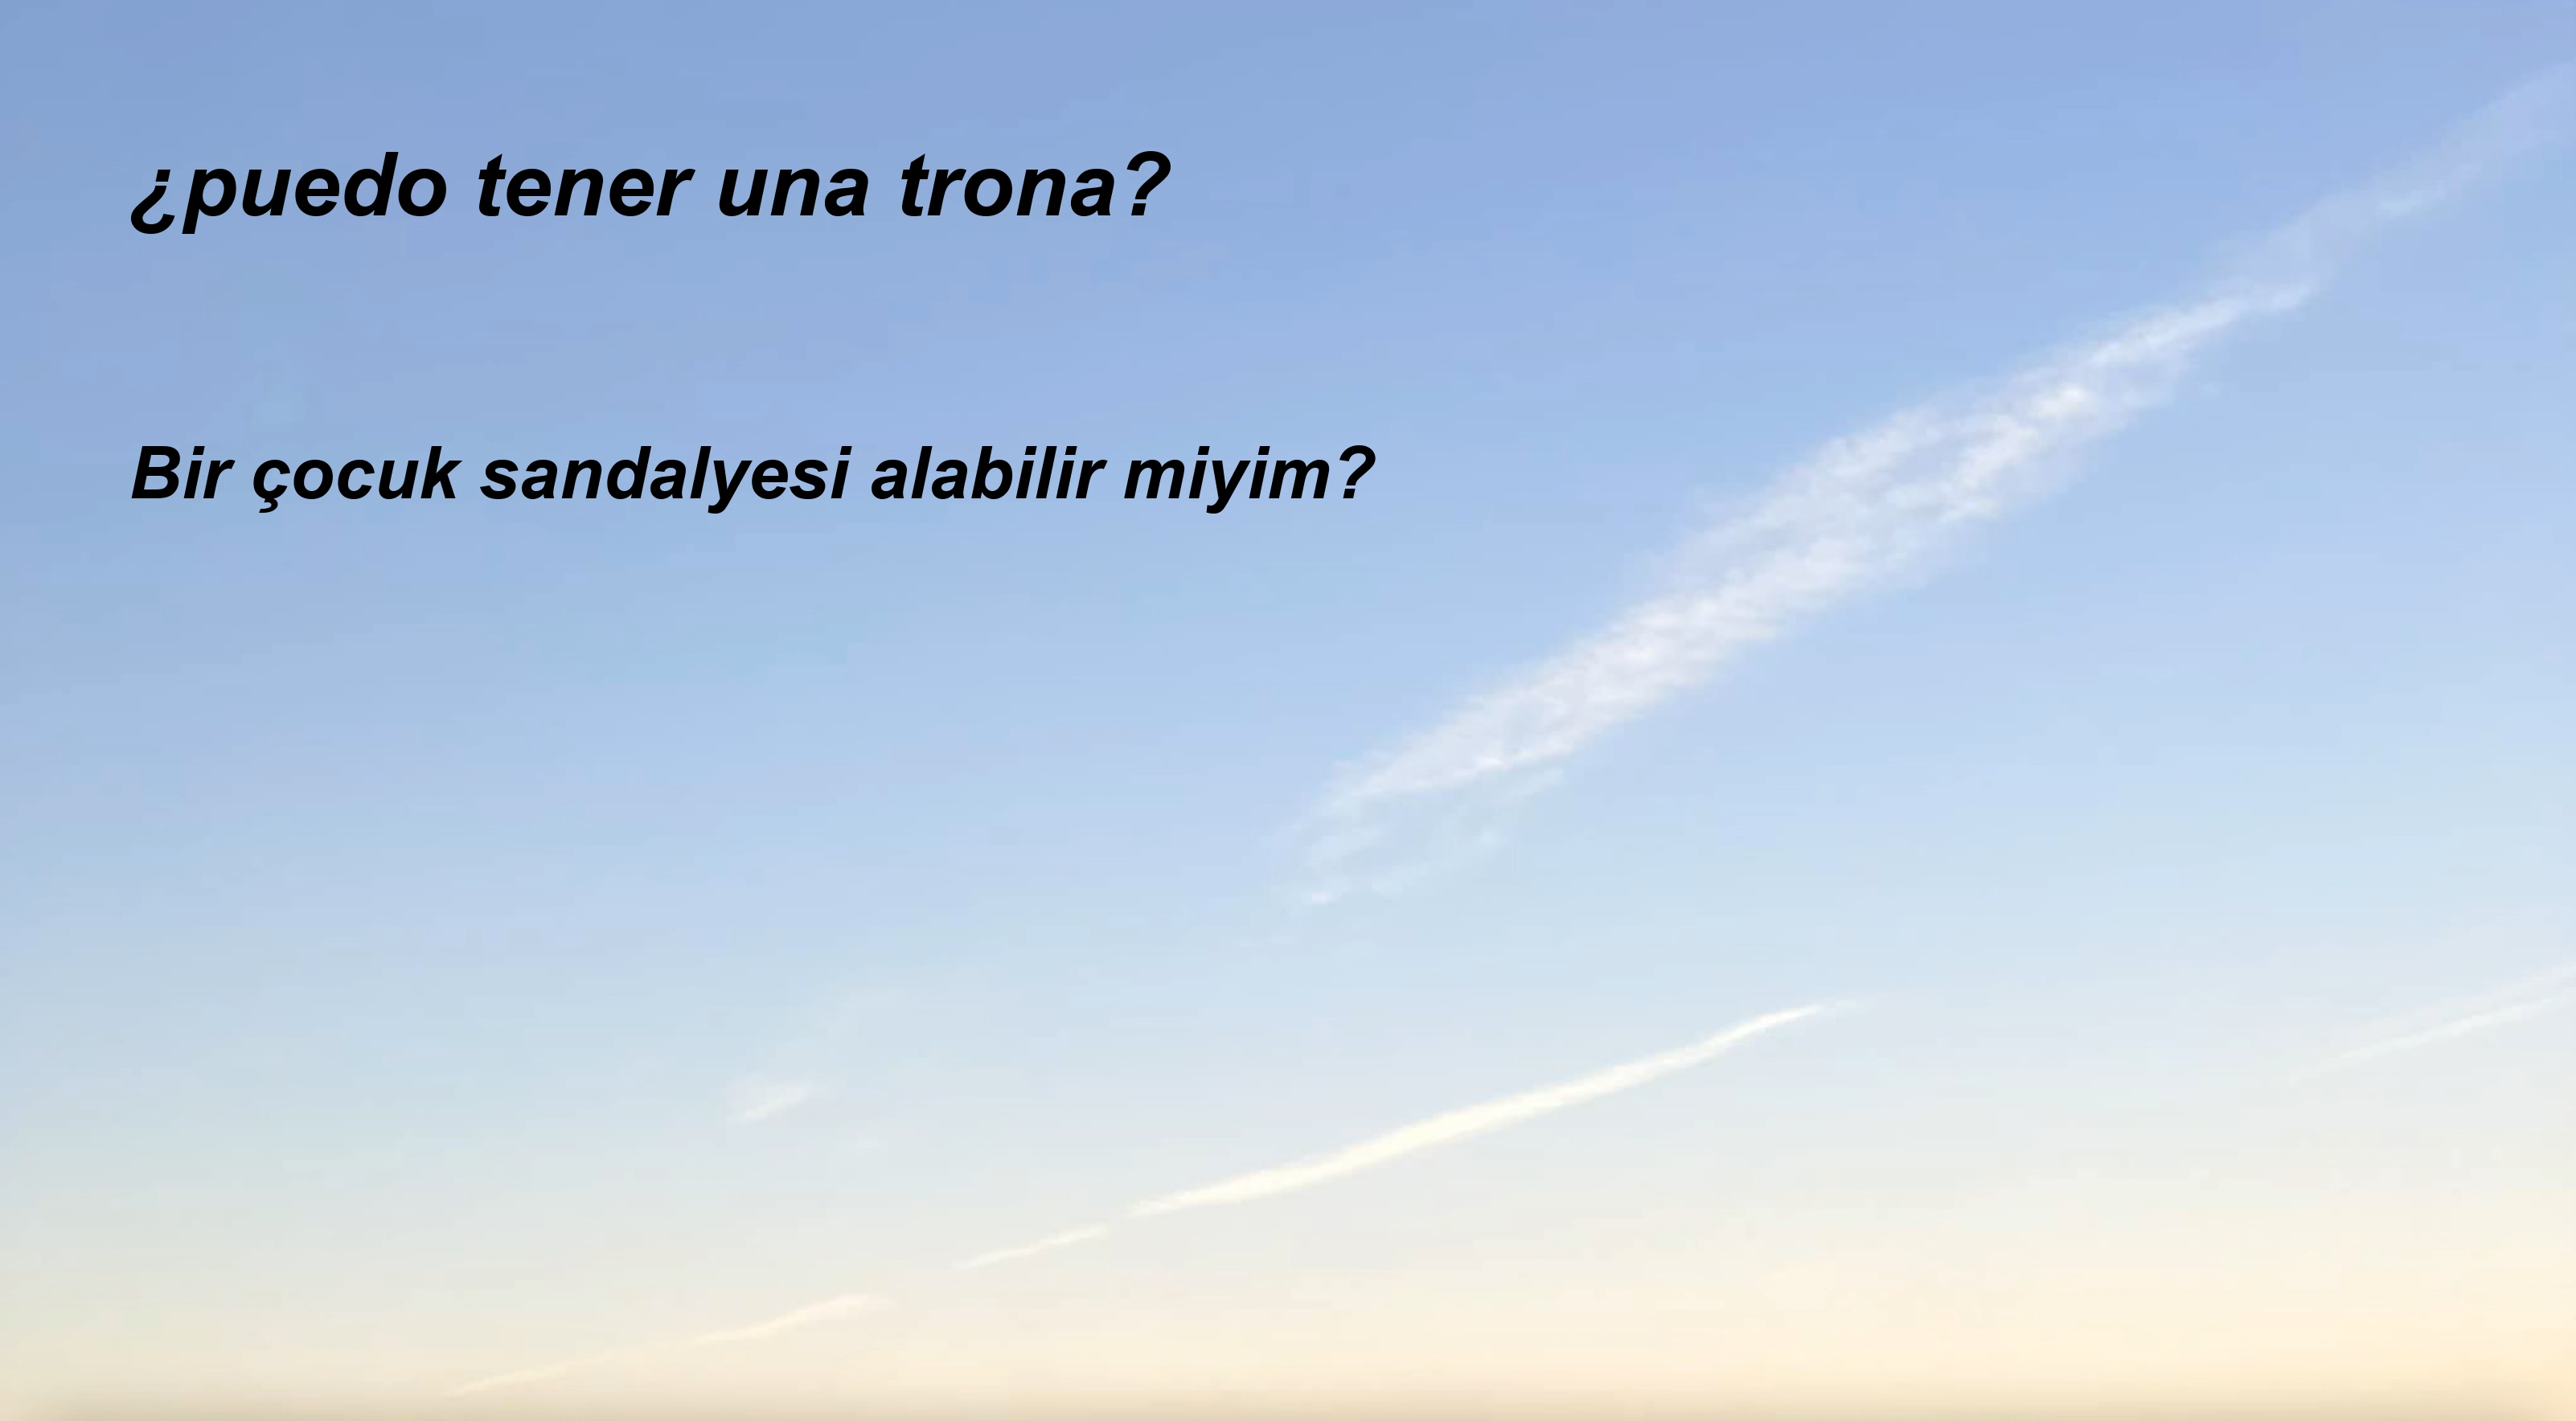 ¿puedo tener una trona?
Bir çocuk sandalyesi alabilir miyim?